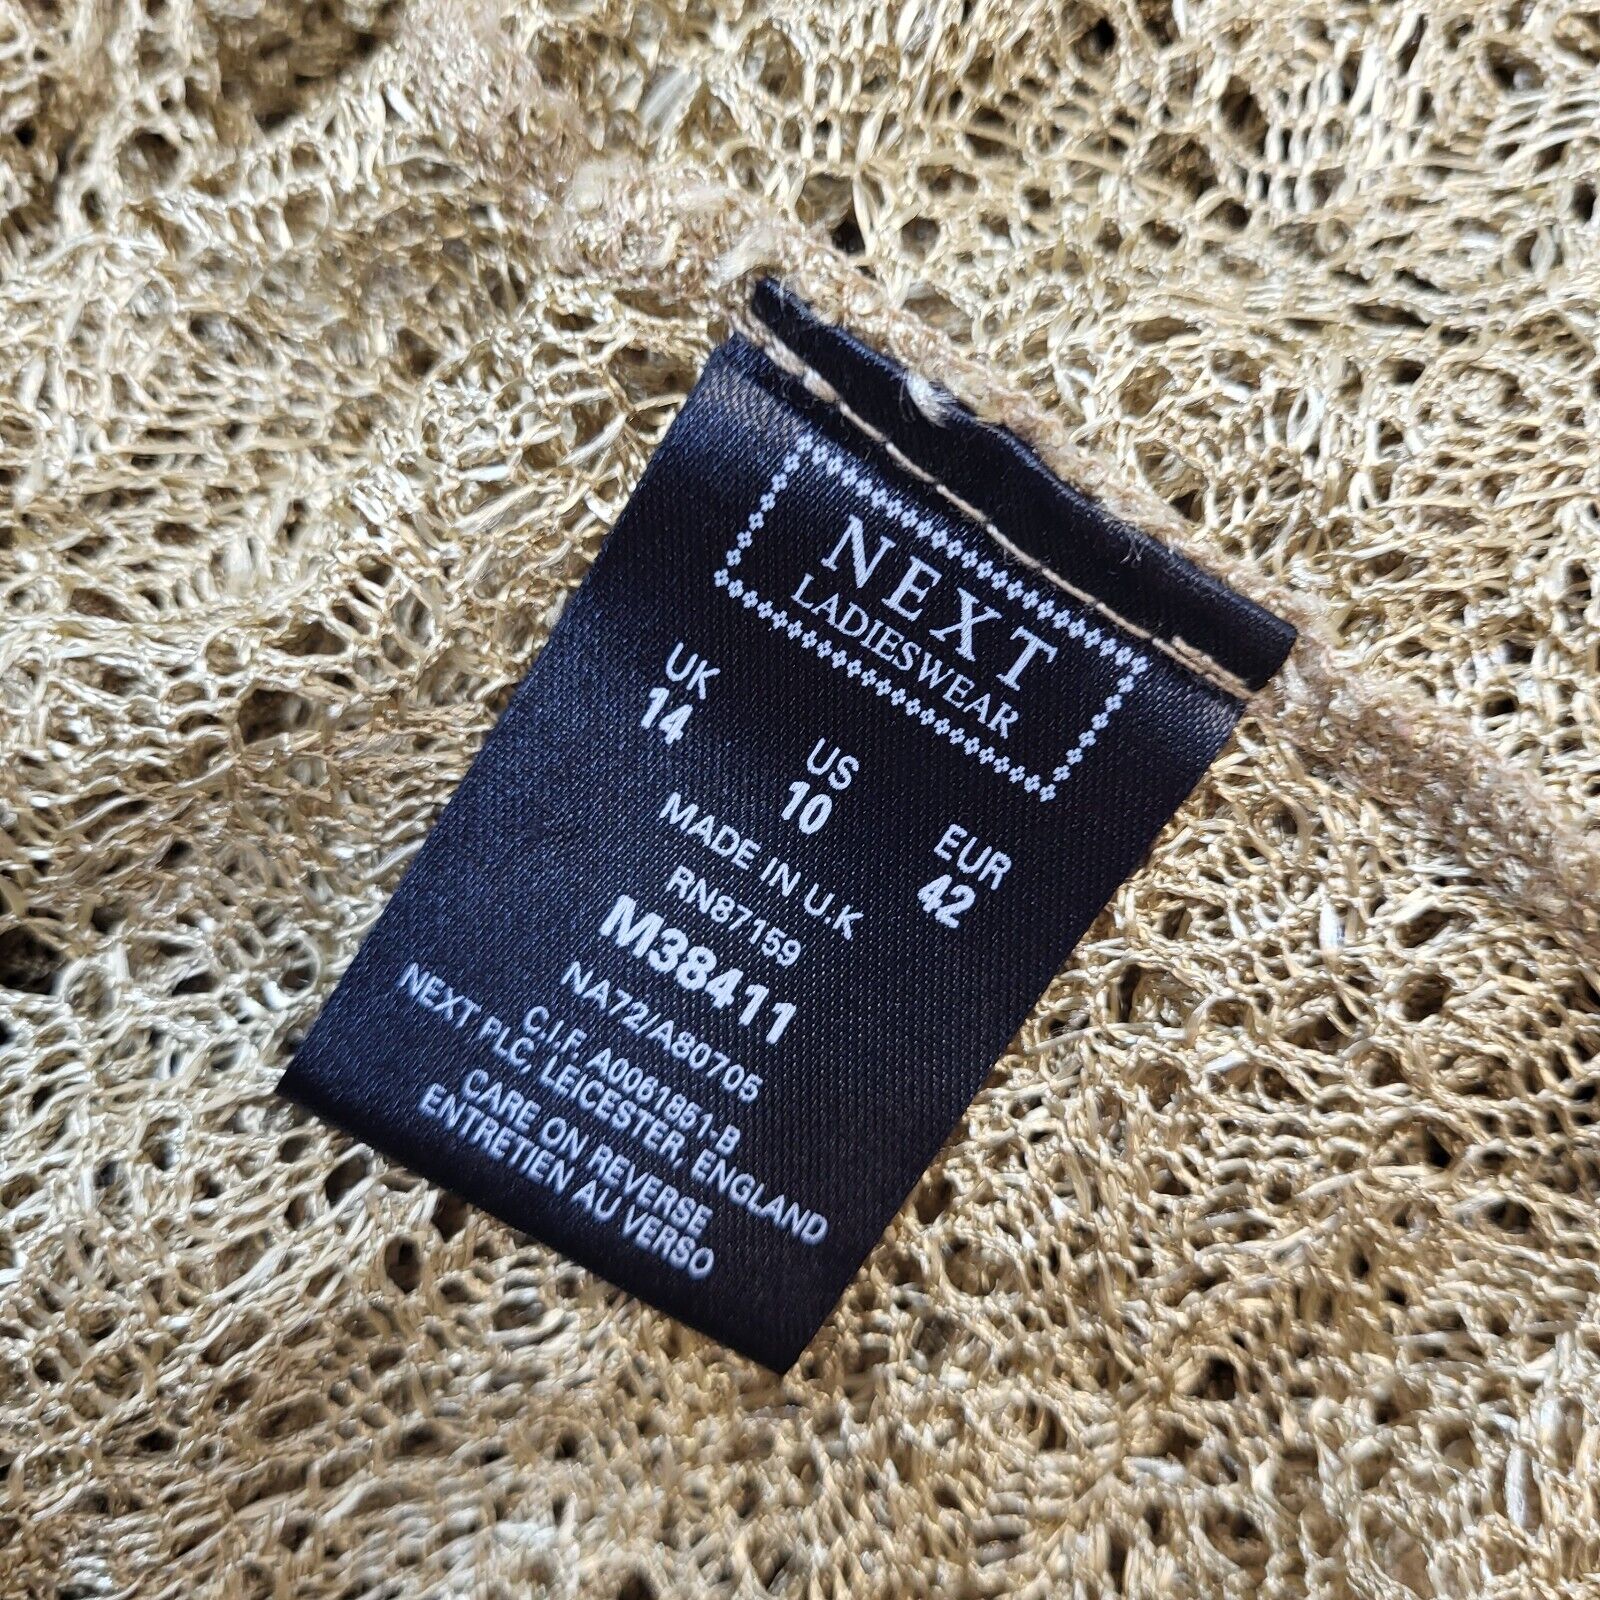 NEXT
LADIESWEAR
UK US EUR
14 10 42
MADE IN U.K
RN87159
M38411
NA72/A80705
C.I.F. A0061851-B
NEXT PLC, LEICESTER, ENGLAND
CARE ON REVERSE
ENTRETIEN AU VERSO